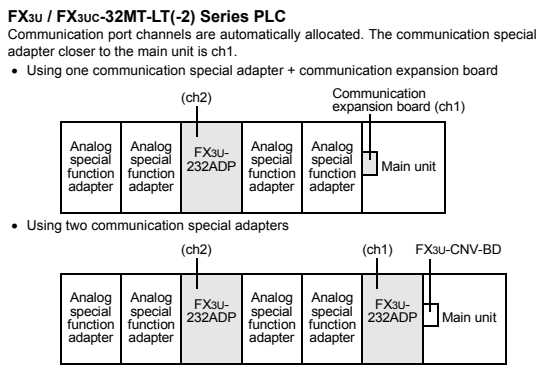 FX3U / FX3UC-32MT-LT(-2) Series PLC
Communication port channels are automatically allocated. The communication special
adapter closer to the main unit is ch1.
• Using one communication special adapter + communication expansion board
(ch2)
Communication
expansion board (ch1)
Analog
special
function
adapter
Analog
special
function
adapter
FX3U-
232ADP
Analog
special
function
adapter
Analog
special
function
adapter
Main unit
• Using two communication special adapters
(ch2)
(ch1)
FX3U-CNV-BD
Analog
special
function
adapter
Analog
special
function
adapter
FX3U-
232ADP
Analog
special
function
adapter
Analog
special
function
adapter
FX3U-
232ADP
Main unit